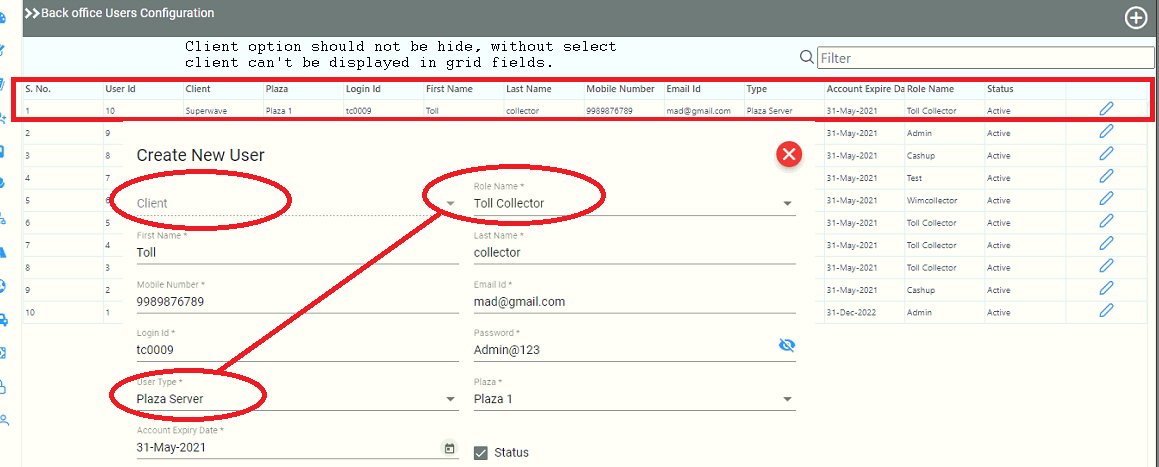 >>Back office Users Configuration
Client option should not be hide, without select
client can't be displayed in grid fields.
Filter
S. No. User Id Client Plaza Login Id First Name Last Name Mobile Number Email Id Type Account Expire Da Role Name Status
1 10 Superwave Plaza 1 tc0009 Toll collector 9989876789 mad@gmail.com Plaza Server 31-May-2021 Toll Collector Active
2 9 31-May-2021 Admin Active
3 8 31-May-2021 Cashup Active
4 7 31-May-2021 Test Active
5 6 31-May-2021 Wimcollector Active
6 5 31-May-2021 Toll Collector Active
7 4 31-May-2021 Toll Collector Active
8 3 31-May-2021 Toll Collector Active
9 2 31-May-2021 Cashup Active
10 1 31-Dec-2022 Admin Active
Create New User
Client
Role Name *
Toll Collector
First Name *
Toll
Last Name *
collector
Mobile Number *
9989876789
Email Id *
mad@gmail.com
Login Id *
tc0009
Password *
Admin@123
User Type *
Plaza Server
Plaza *
Plaza 1
Account Expiry Date *
31-May-2021
Status